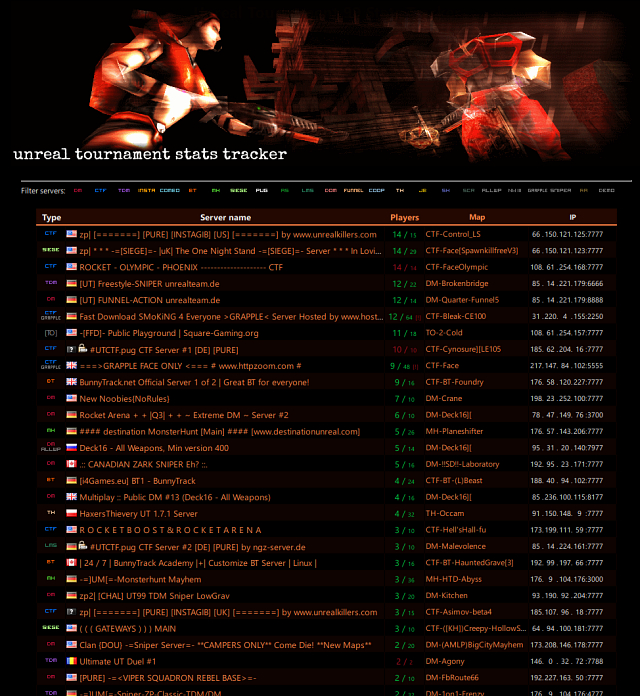 unreal tournament stats tracker
Filter servers: DM CTF TDM INSTA COMBO BT MH SIEGE PUG AS LMS COM FUNNEL COOP TH JB SH SCR ALLWP GRAPPLE SNIPER RA DEMO
Type Server name Players Map IP
CTF zp| [=======] [PURE] [INSTAGIB] [US] [=======] by www.unrealkillers.com 14 / 15 CTF-Control_LS 66 .150.121.125:7777
SIEGE zp| * * * -=[SIEGE]=- |uK| The One Night Stand -=[SIEGE]=- Server * * * In Lovi... 14 / 29 CTF-Face[SpawnkillfreeV3] 66 .150.121.123:7777
CTF ROCKET - OLYMPIC - PHOENIX -------------------- CTF 14 / 14 CTF-FaceOlympic 108. 61 .254.168:7777
TDM [UT] Freestyle-SNIPER unrealteam.de 12 / 22 DM-Brokenbridge 85 . 14 .221.179:6666
DM [UT] FUNNEL-ACTION unrealteam.de 12 / 14 DM-Quarter-Funnel5 85 . 14 .221.179:8888
CTF GRAPPLE Fast Download SMoKiNG 4 Everyone >GRAPPLE< Server Hosted by www.host... 12 / 64 CTF-Bleak-CE100 31 .220. 4 .155:2250
[TO] -[FFD]- Public Playground | Square-Gaming.org 11 / 18 TO-2-Cold 108. 61 .254.157:7777
CTF #UTCTF.pug CTF Server #1 [DE] [PURE] 10 / 10 CTF-Cynosure][LE105 185. 62 .204. 16 :7777
CTF GRAPPLE ===>GRAPPLE FACE ONLY <=== # www.httpzoom.com # 9 / 48 CTF-Face 217.147. 84 .102:5555
BT BunnyTrack.net Official Server 1 of 2 | Great BT for everyone! 9 / 16 CTF-BT-Foundry 176. 58 .120.227:7777
DM New Noobies(NoRules) 7 / 10 DM-Crane 198. 23 .252.100:7777
DM Rocket Arena + + |Q3| + + ~ Extreme DM ~ Server #2 6 / 10 DM-Deck16][ 78 . 47 .149. 76 :3700
MH #### destination MonsterHunt [Main] #### [www.destinationunreal.com] 5 / 26 MH-Planeshifter 176. 57 .143.206:7777
DM ALLWP Deck16 - All Weapons, Min version 400 5 / 14 DM-Deck16][ 95 . 31 . 20 .140:7997
DM .:: CANADIAN ZARK SNIPER Eh? ::. 5 / 16 DM-!!SD!!-Laboratory 192. 95 . 23 .171:7777
BT [i4Games.eu] BT1 - BunnyTrack 4 / 24 CTF-BT-(L)Beast 188. 40 . 94 .102:7777
DM Multiplay :: Public DM #13 (Deck16 - All Weapons) 4 / 16 DM-Deck16][ 85 .236.100.115:8117
TH HaxersThievery UT 1.7.1 Server 4 / 32 TH-Occam 91 .150.148. 9 :7777
CTF R O C K E T B O O S T & R O C K E T A R E N A 3 / 10 CTF-Hell'sHall-fu 173.199.111. 59 :7777
LMS #UTCTF.pug CTF Server #2 [DE] [PURE] by ngz-server.de 3 / 10 DM-Malevolence 85 . 14 .224.161:7777
BT | 24 / 7 | BunnyTrack Academy |+| Customize BT Server | Linux | 3 / 16 CTF-BT-HauntedGrave[3] 192. 99 .197. 66 :7777
MH -=]UM[=-Monsterhunt Mayhem 3 / 36 MH-HTD-Abyss 176. 9 .104.176:3000
DM zp2| [CHAL] UT99 TDM Sniper LowGrav 3 / 20 DM-Kitchen 93 .190. 92 .204:7777
CTF zp| [=======] [PURE] [INSTAGIB] [UK] [=======] by www.unrealkillers.com 3 / 15 CTF-Asimov-beta4 185.107. 96 . 18 :7777
SIEGE ( ( ( GATEWAYS ) ) ) MAIN 3 / 10 CTF-([KH])Creepy-HollowS... 64 . 94 .100.181:7777
DM Clan (DOU) -=Sniper Server=- **CAMPERS ONLY** Come Die! **New Maps** 2 / 20 DM-(AMLP)BigCityMayhem 173.208.146.178:7777
TDM Ultimate UT Duel #1 2 / 2 DM-Agony 146. 0 . 32 . 72 :7788
DM [PURE] -=<VIPER SQUADRON REBEL BASE>=- 2 / 10 DM-FbRoute66 192.227.163. 50 :7777
TDM -=]UM[=-Sniper-ZP-Classic-TDM/DM DM-1on1-Frenzy 176. 9 .104.176:4000